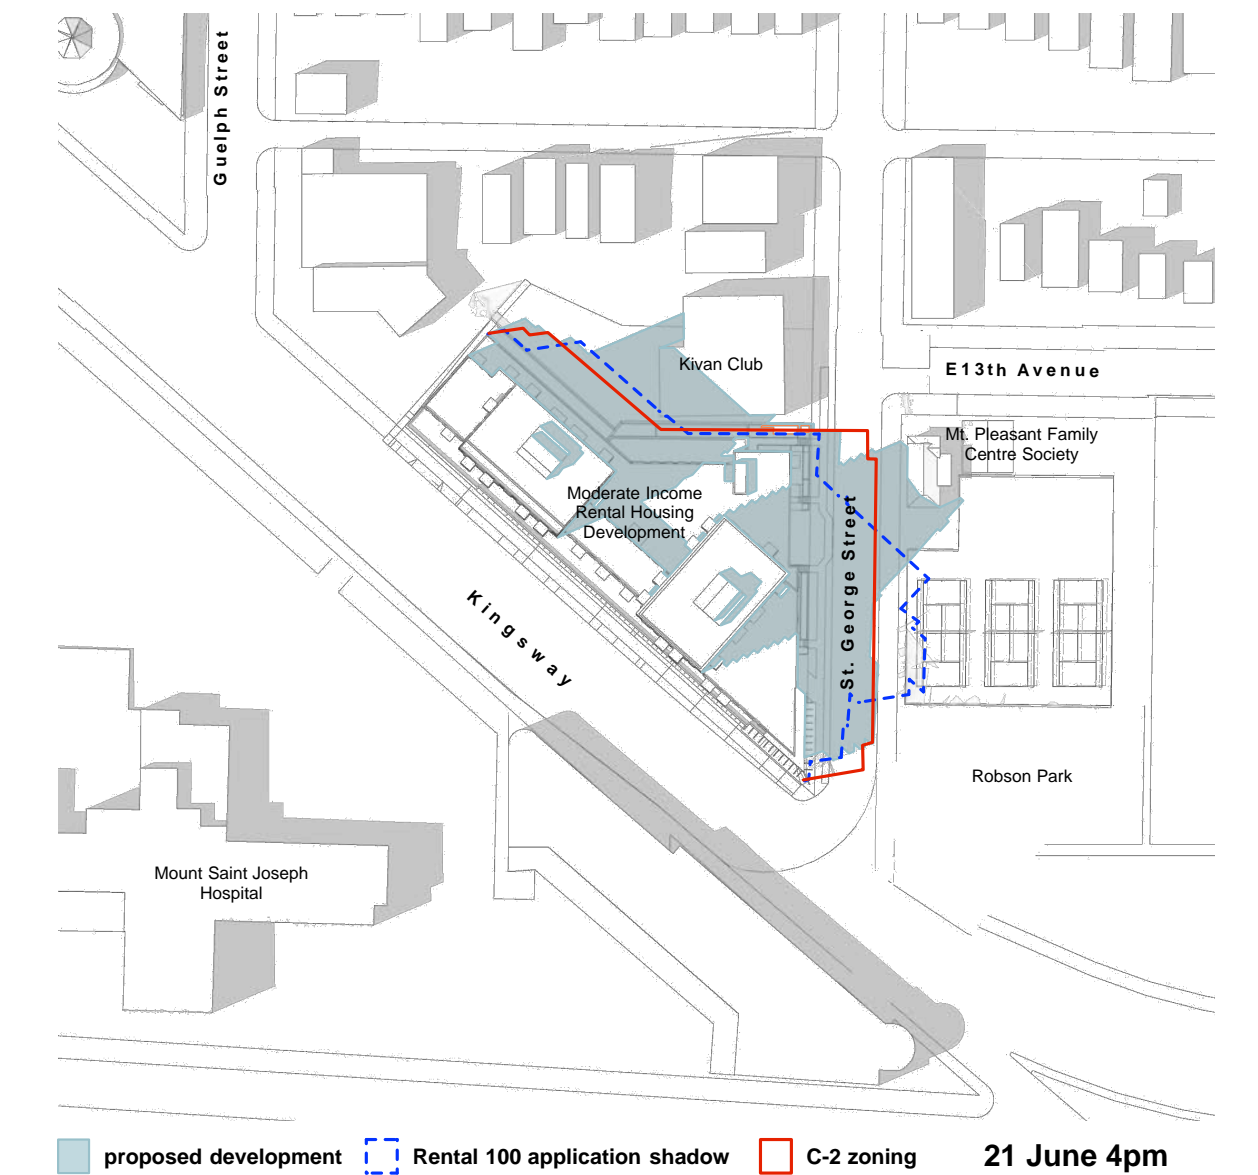 Guelph Street
Kivan Club
E13th Avenue
Mt. Pleasant Family
Centre Society
Moderate Income
Rental Housing
Development
St. George Street
Kingsway
Robson Park
Mount Saint Joseph
Hospital
proposed development
Rental 100 application shadow
C-2 zoning
21 June 4pm